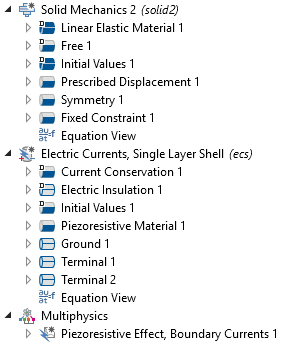 Solid Mechanics 2 (solid2)
Linear Elastic Material 1
Free 1
Initial Values 1
Prescribed Displacement 1
Symmetry 1
Fixed Constraint 1
Equation View
Electric Currents, Single Layer Shell (ecs)
Current Conservation 1
Electric Insulation 1
Initial Values 1
Piezoresistive Material 1
Ground 1
Terminal 1
Terminal 2
Equation View
Multiphysics
Piezoresistive Effect, Boundary Currents 1